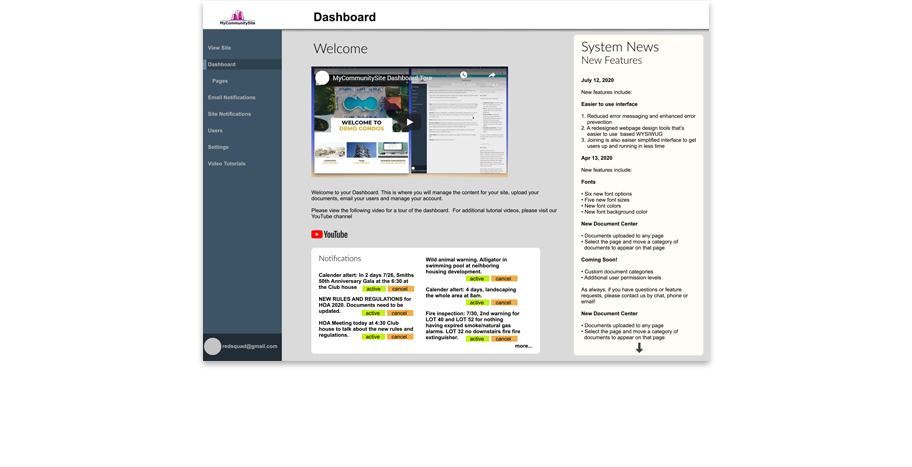 MyCommunitySite
Dashboard
View Site
Dashboard
Pages
Email Notifications
Site Notifications
Users
Settings
Video Tutorials
redsquad@gmail.com
Welcome
MyCommunitySite Dashboard Tour
WELCOME TO
DEMO CONDOS
Welcome to your Dashboard. This is where you will manage the content for your site, upload your
documents, email your users and manage your account.
Please view the following video for a tour of the dashboard. For additional tutorial videos, please visit our
YouTube channel
YouTube
Notifications
Calender altert: In 2 days 7/26, Smiths
50th Anniversary Gala at the 6:30 at
the Club house
active cancel
NEW RULES AND REGULATIONS for
HOA 2020. Documents need to be
updated.
active cancel
HOA Meeting today at 4:30 Club
house to talk about the new rules and
regulations.
active cancel
Wild animal warning. Alligator in
swimming pool at neihboring
housing development.
active cancel
Calender altert: 4 days, landscaping
the whole area at 8am.
active cancel
Fire inspection: 7/30, 2nd warning for
LOT 40 and LOT 52 for nothing
having expired smoke/natural gas
alarms. LOT 32 no downstairs fire fire
extinguisher.
active cancel
more...
System News
New Features
July 12, 2020
New features include:
Easier to use interface
1. Reduced error messaging and enhanced error
prevention
2. A redesigned webpage design tools that's
easier to use based WYSIWUG
3. Joining is also eaiser simplified interface to get
users up and running in less time
Apr 13, 2020
New features include:
Fonts
• Six new font options
• Five new font sizes
• New font colors
• New font background color
New Document Center
• Documents uploaded to any page
• Select the page and move a category of
documents to appear on that page
Coming Soon!
• Custom document categories
• Additional user permission levels
As always, if you have questions or feature
requests, please contact us by chat, phone or
email!
New Document Center
• Documents uploaded to any page
• Select the page and move a category of
documents to appear on that page